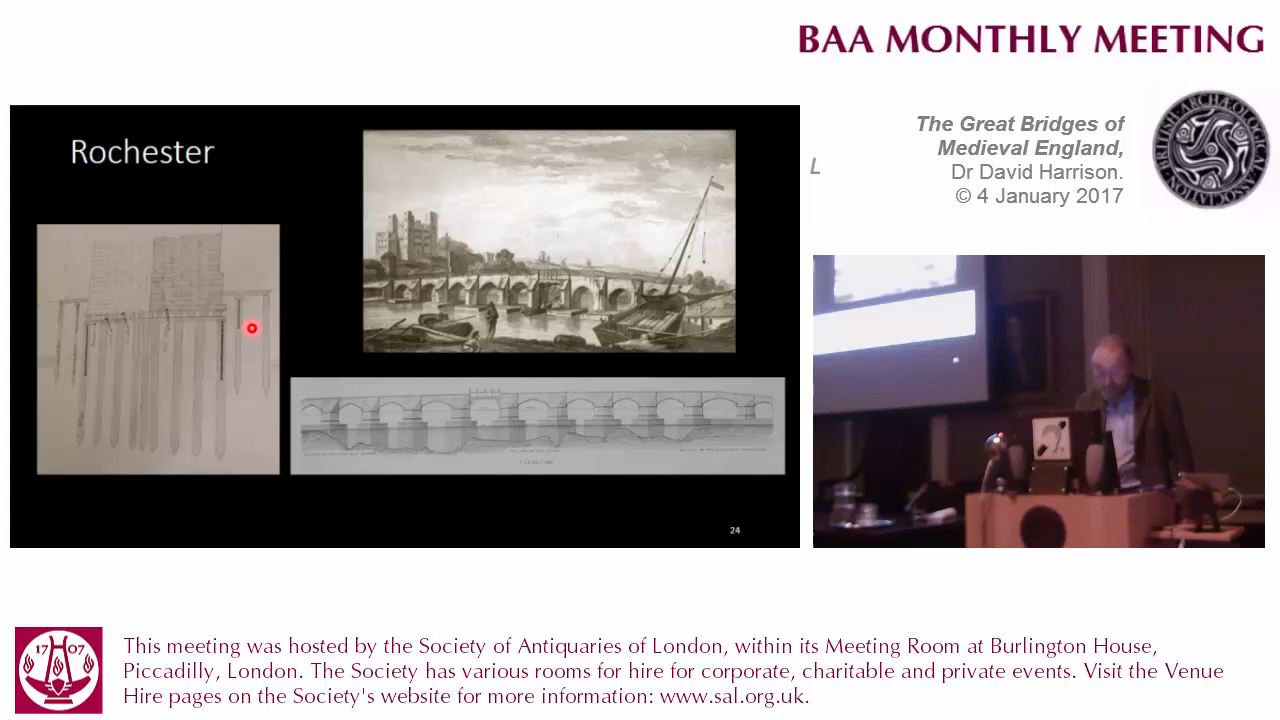 BAA MONTHLY MEETING
The Great Bridges of
Medieval England,
Dr David Harrison.
© 4 January 2017
L
BRITISH · ARCHÆOLOGICAL · ASSOCIATION
Rochester
24
1707
This meeting was hosted by the Society of Antiquaries of London, within its Meeting Room at Burlington House,
Piccadilly, London. The Society has various rooms for hire for corporate, charitable and private events. Visit the Venue
Hire pages on the Society's website for more information: www.sal.org.uk.